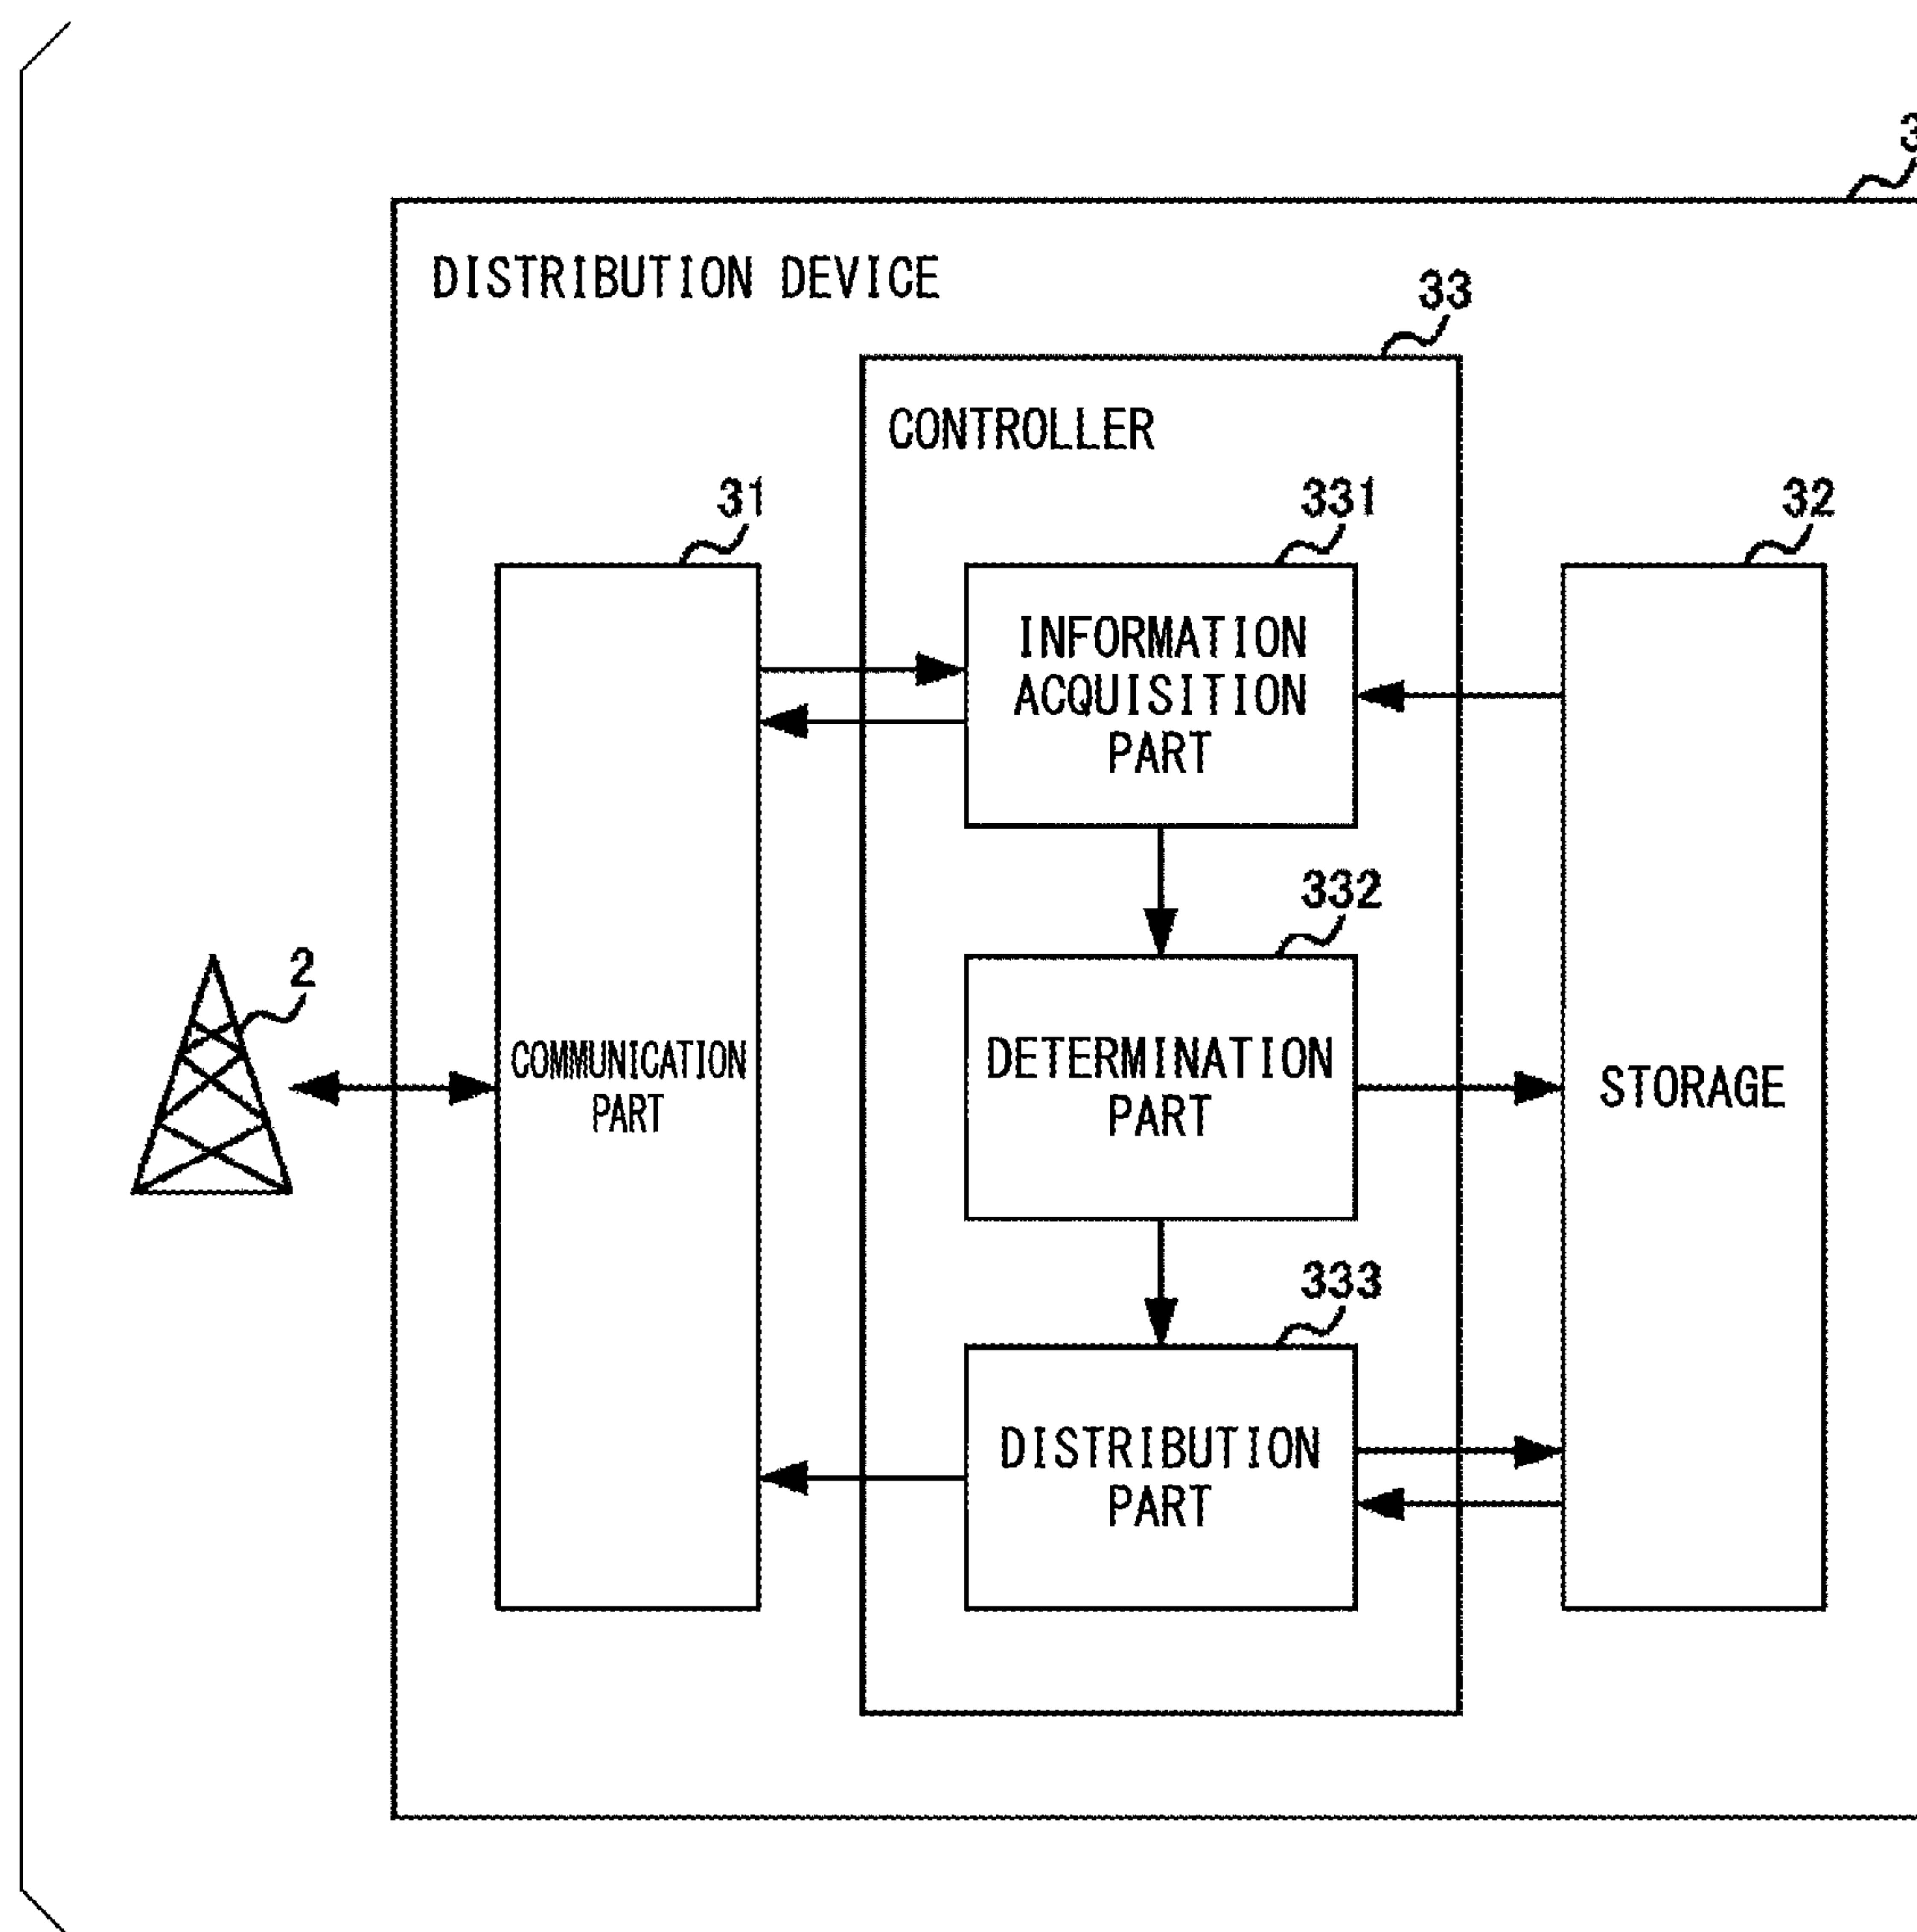 3
DISTRIBUTION DEVICE
33
CONTROLLER
31
331
32
INFORMATION
ACQUISITION
PART
332
2
COMMUNICATION
PART
DETERMINATION
PART
STORAGE
333
DISTRIBUTION
PART